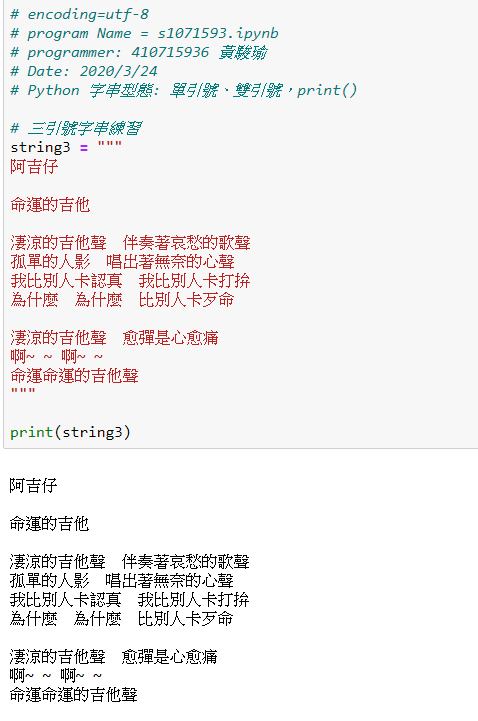 # encoding=utf-8
# program Name = s1071593.ipynb
# programmer: 410715936 黃駿瑜
# Date: 2020/3/24
# Python 字串型態: 單引號、雙引號，print()
# 三引號字串練習
string3 = """
阿吉仔
命運的吉他
淒涼的吉他聲　伴奏著哀愁的歌聲
孤單的人影　唱出著無奈的心聲
我比別人卡認真　我比別人卡打拚
為什麼　為什麼　比別人卡歹命
淒涼的吉他聲　愈彈是心愈痛
啊~ ~ 啊~ ~
命運命運的吉他聲
"""
print(string3)
阿吉仔
命運的吉他
淒涼的吉他聲　伴奏著哀愁的歌聲
孤單的人影　唱出著無奈的心聲
我比別人卡認真　我比別人卡打拚
為什麼　為什麼　比別人卡歹命
淒涼的吉他聲　愈彈是心愈痛
啊~ ~ 啊~ ~
命運命運的吉他聲